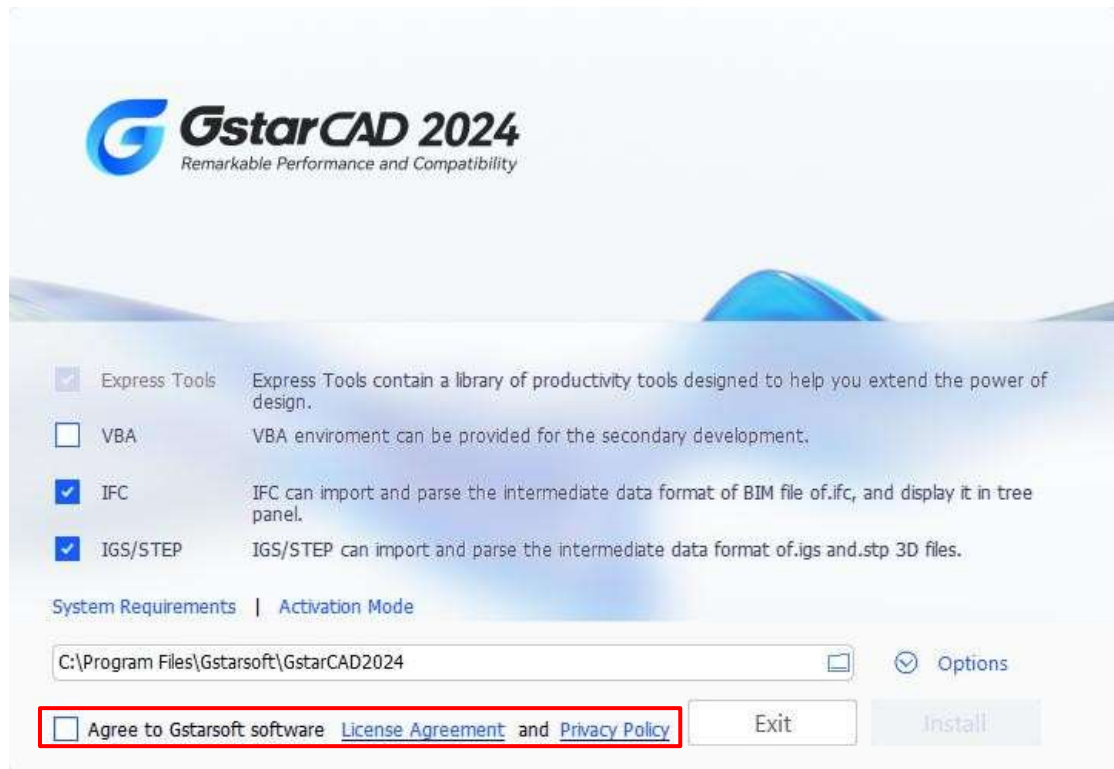 GstarCAD 2024
Remarkable Performance and Compatibility
Express Tools Express Tools contain a library of productivity tools designed to help you extend the power of
design.
VBA VBA enviroment can be provided for the secondary development.
IFC IFC can import and parse the intermediate data format of BIM file of.ifc, and display it in tree
panel.
IGS/STEP IGS/STEP can import and parse the intermediate data format of.igs and.stp 3D files.
System Requirements | Activation Mode
C:\Program Files\Gstarsoft\GstarCAD2024 Options
Agree to Gstarsoft software License Agreement and Privacy Policy Exit Install